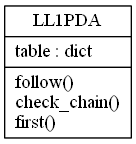 LL1PDA
table : dict
follow()
check_chain()
first()